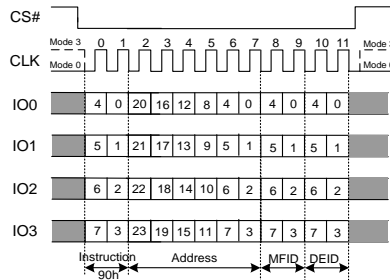 CS#
Mode 3 0 1 2 3 4 5 6 7 8 9 10 11 Mode 3
CLK
Mode 0 Mode 0
IO0 4 0 20 16 12 8 4 0 4 0 4 0
IO1 5 1 21 17 13 9 5 1 5 1 5 1
IO2 6 2 22 18 14 10 6 2 6 2 6 2
IO3 7 3 23 19 15 11 7 3 7 3 7 3
Instruction Address MFID DEID
90h